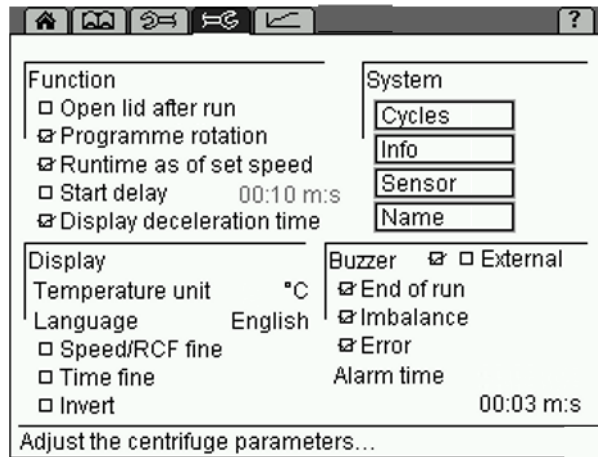 ?
Function
Open lid after run
Programme rotation
Runtime as of set speed
Start delay 00:10 m:s
Display deceleration time
System
Cycles
Info
Sensor
Name
Display
Temperature unit °C
Language English
Speed/RCF fine
Time fine
Invert
Buzzer External
End of run
Imbalance
Error
Alarm time
00:03 m:s
Adjust the centrifuge parameters...